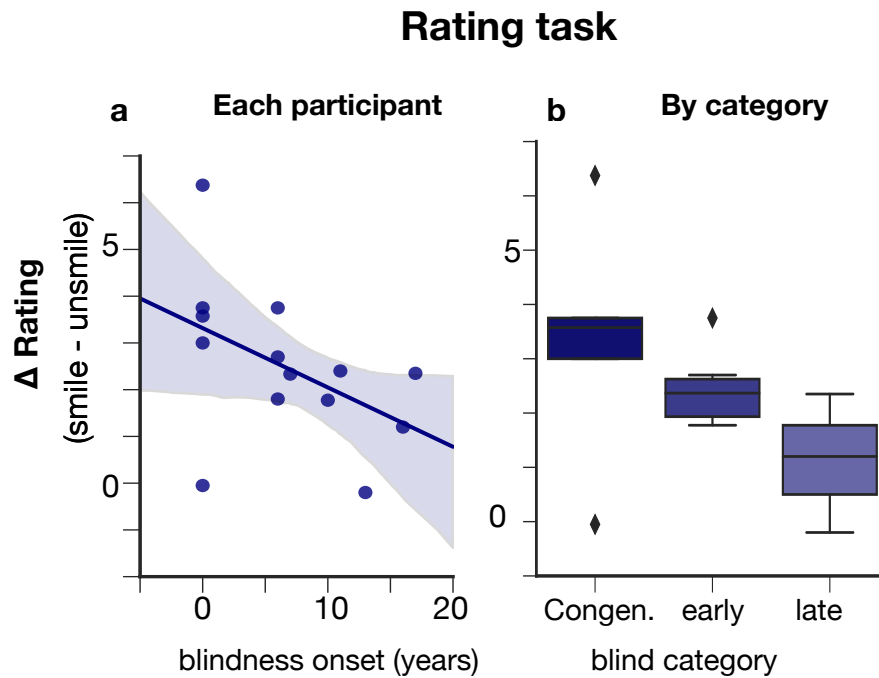 Rating task
a
Each participant
b
By category
Δ Rating
(smile - unsmile)
5
0
0
10
20
blindness onset (years)
5
0
Congen.
early
late
blind category